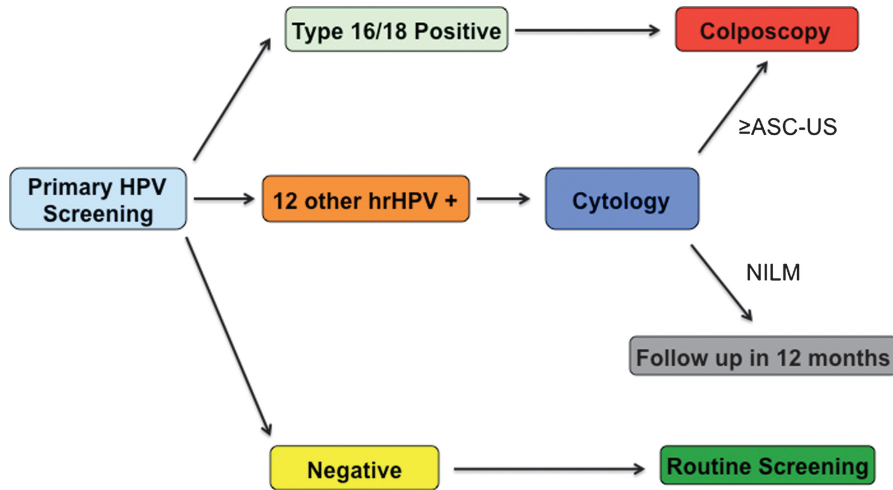 Type 16/18 Positive
Colposcopy
≥ASC-US
Primary HPV
Screening
12 other hrHPV +
Cytology
NILM
Follow up in 12 months
Negative
Routine Screening